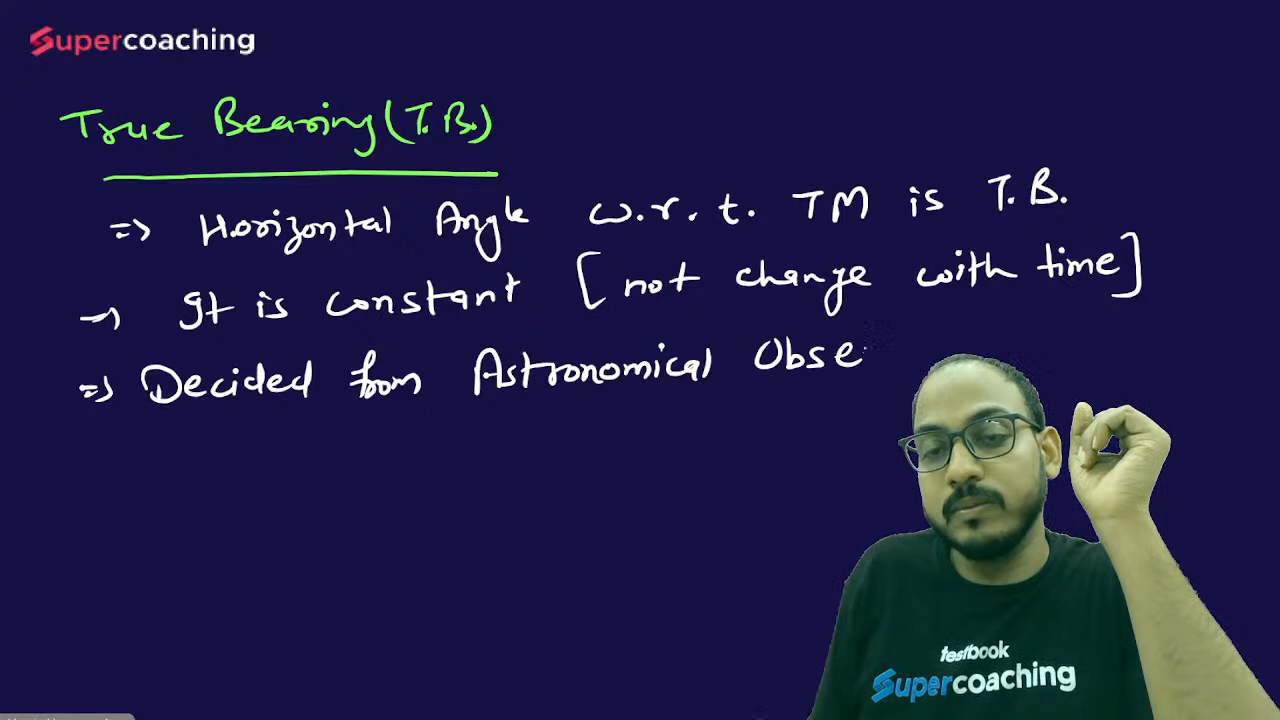 Supercoaching
True Bearing (T.B.)
=> Horizontal Angle w.r.t. TM is T.B.
→ It is constant [not change with time]
=> Decided from Astronomical Obse
testbook
Supercoaching